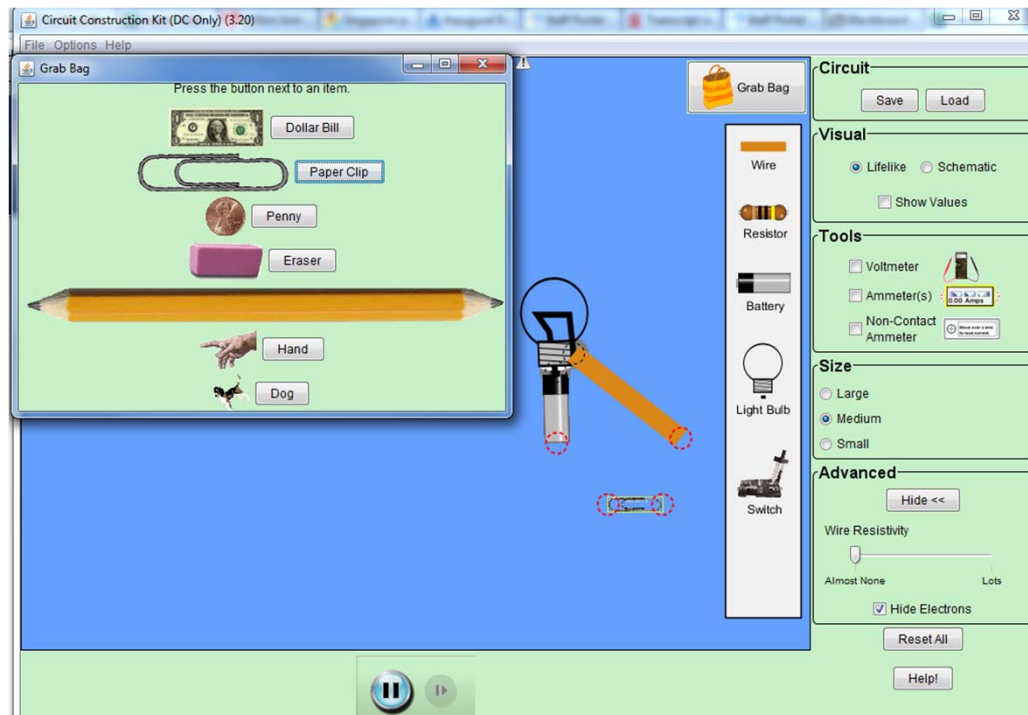 Circuit Construction Kit (DC Only) (3.20)
File Options Help
Grab Bag
Press the button next to an item.
Dollar Bill
Paper Clip
Penny
Eraser
Hand
Dog
Grab Bag
Wire
Resistor
Battery
Light Bulb
Switch
Circuit
Save Load
Visual
Lifelike Schematic
Show Values
Tools
Voltmeter
Ammeter(s)
0.00 Amps
Non-Contact
Ammeter
Size
Large
Medium
Small
Advanced
Hide <<
Wire Resistivity
Almost None Lots
Hide Electrons
Reset All
Help!